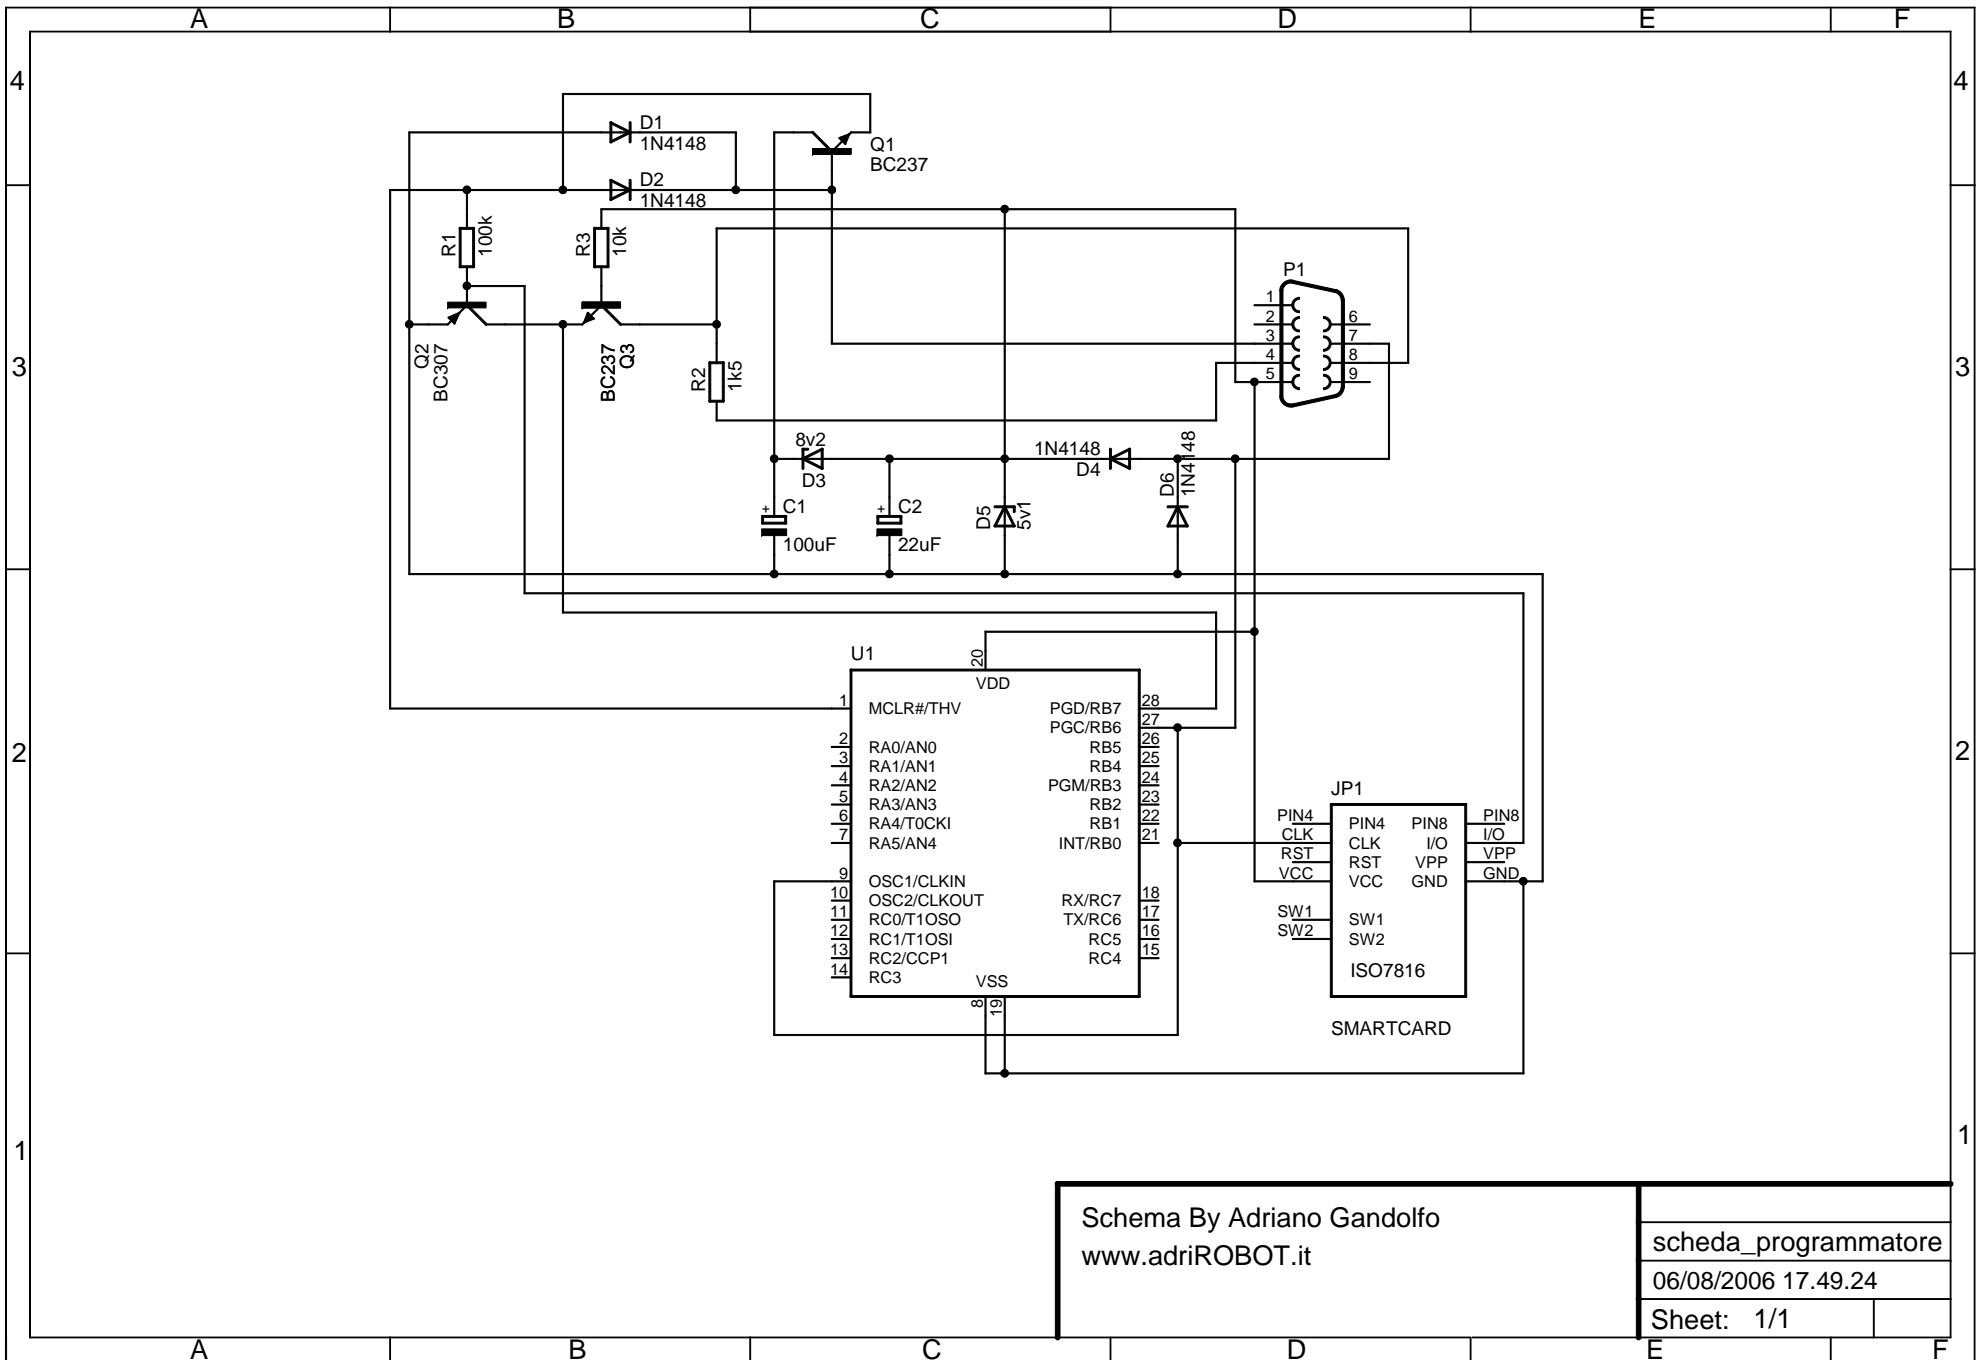 A B C D E F
4 4
D1
1N4148
Q1
BC237
D2
1N4148
R1
100k
R3
10k
P1
1
2
3
4
5
6
7
8
9
3 3
Q2
BC307
BC237
Q3
R2
1k5
8v2
D3
1N4148
D4
D6
1N4148
+ C1
100uF
+ C2
22uF
D5
5v1
U1
20
VDD
1 MCLR#/THV PGD/RB7 28
PGC/RB6 27
2 RA0/AN0 RB5 26
3 RA1/AN1 RB4 25
4 RA2/AN2 PGM/RB3 24
5 RA3/AN3 RB2 23
6 RA4/T0CKI RB1 22
7 RA5/AN4 INT/RB0 21
9 OSC1/CLKIN
10 OSC2/CLKOUT RX/RC7 18
11 RC0/T1OSO TX/RC6 17
12 RC1/T1OSI RC5 16
13 RC2/CCP1 RC4 15
14 RC3
VSS
8 19
2 2
JP1
PIN4 PIN4 PIN8 PIN8
CLK CLK I/O I/O
RST RST VPP VPP
VCC VCC GND GND
SW1 SW1
SW2 SW2
ISO7816
SMARTCARD
1 1
Schema By Adriano Gandolfo
www.adriROBOT.it
scheda_programmatore
06/08/2006 17.49.24
Sheet: 1/1
A B C D E F